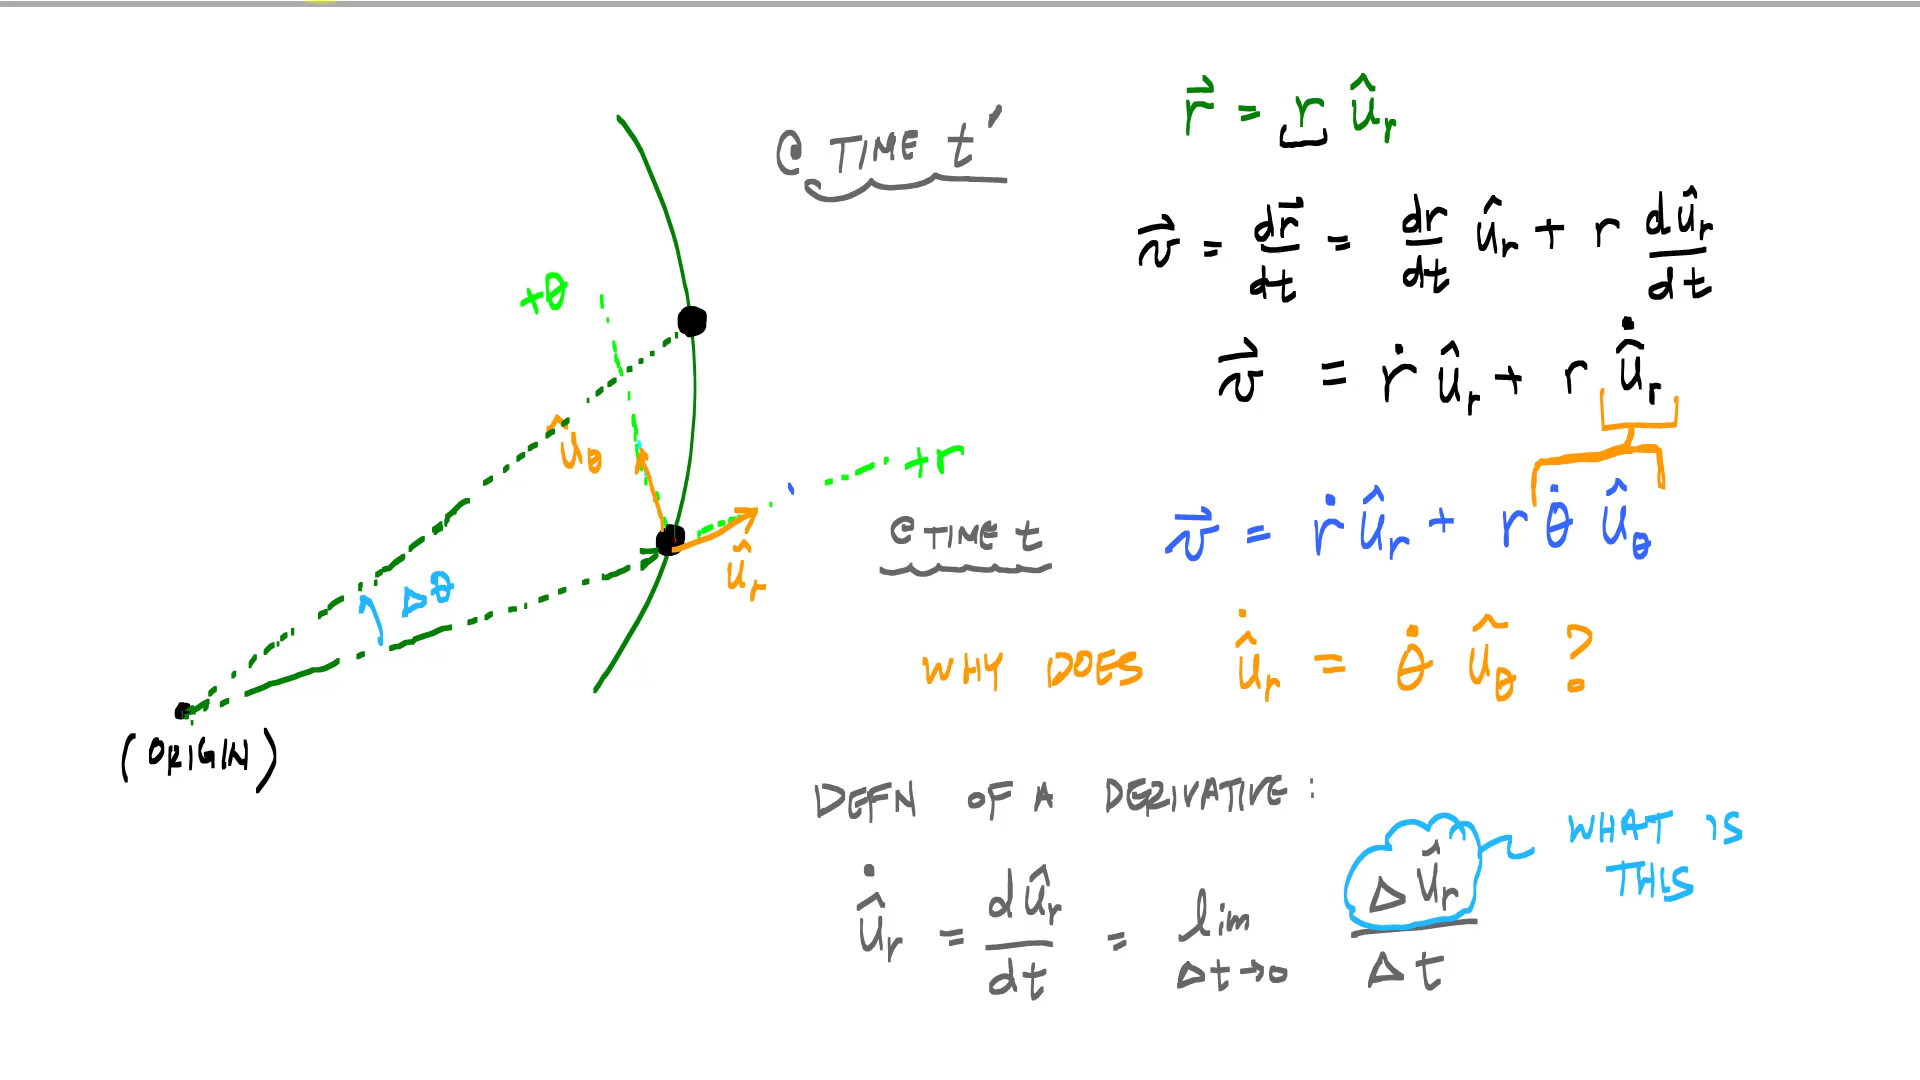 @ TIME t′
r⃗ = r û_r
v⃗ = dr⃗/dt = dr/dt û_r + r dû_r/dt
v⃗ = ṙ û_r + r û̇_r
+θ
û_θ
+r
@ TIME t
v⃗ = ṙ û_r + r θ̇ û_θ
û_r
Δθ
WHY DOES û̇_r = θ̇ û_θ ?
(ORIGIN)
DEFN OF A DERIVATIVE :
WHAT IS
THIS
û̇_r = dû_r/dt = lim Δt→0 Δû_r/Δt